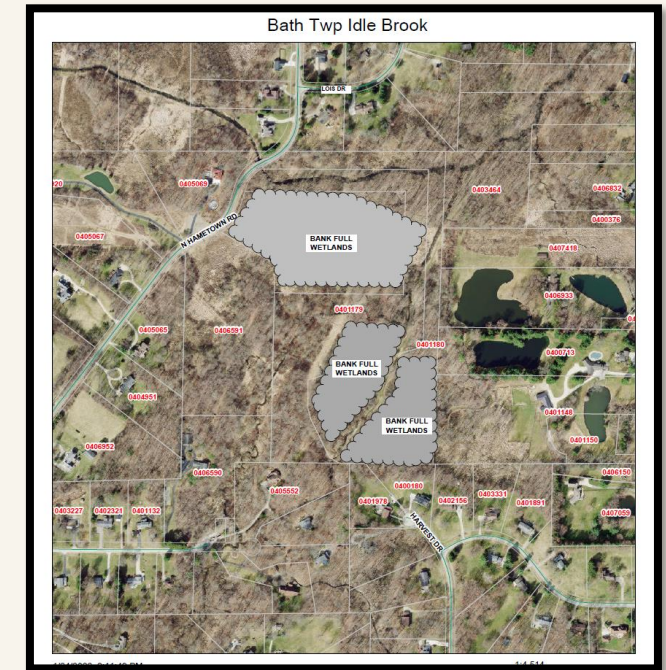 Bath Twp Idle Brook
LOIS DR
0405069
0403464
0406832
0400376
N HAMETOWN RD
0405067
BANK FULL
WETLANDS
0407418
0406933
0401179
0405065
0406591
0401180
0400713
BANK FULL
WETLANDS
0404951
0401148
BANK FULL
WETLANDS
0401150
0406952
0406590
0406150
0405552
0400180
0403331
0401978
0402156
0401891
0403227
0402321
0401132
0407059
HARVEST DR